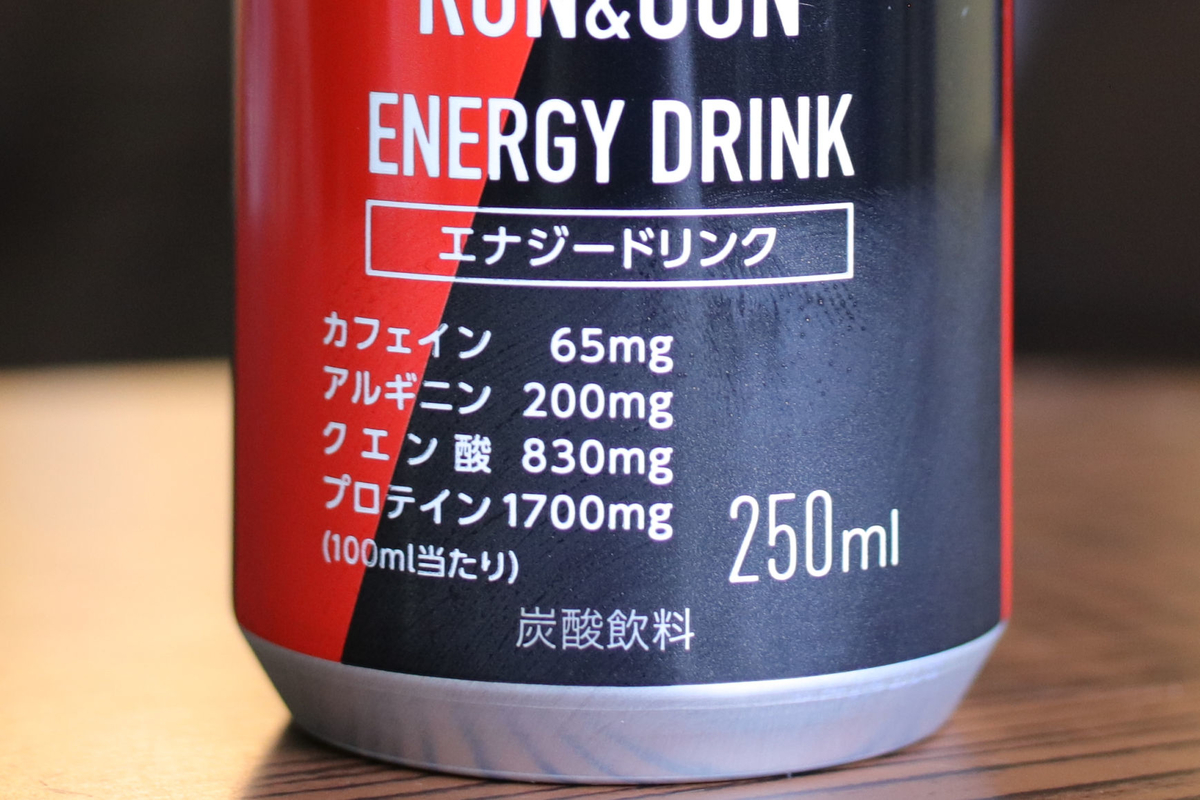 RUN&GUN
ENERGY DRINK
エナジードリンク
カフェイン 65mg
アルギニン 200mg
クエン酸 830mg
プロテイン 1700mg
(100ml当たり)
250ml
炭酸飲料